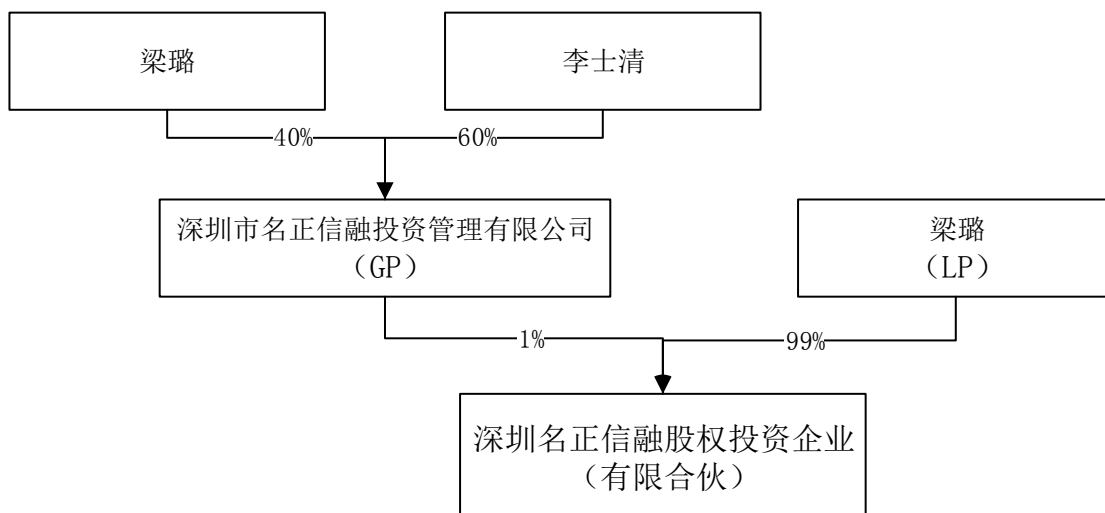 梁璐
李士清
40%
60%
深圳市名正信融投资管理有限公司
（GP）
梁璐
（LP）
1%
99%
深圳名正信融股权投资企业
（有限合伙）